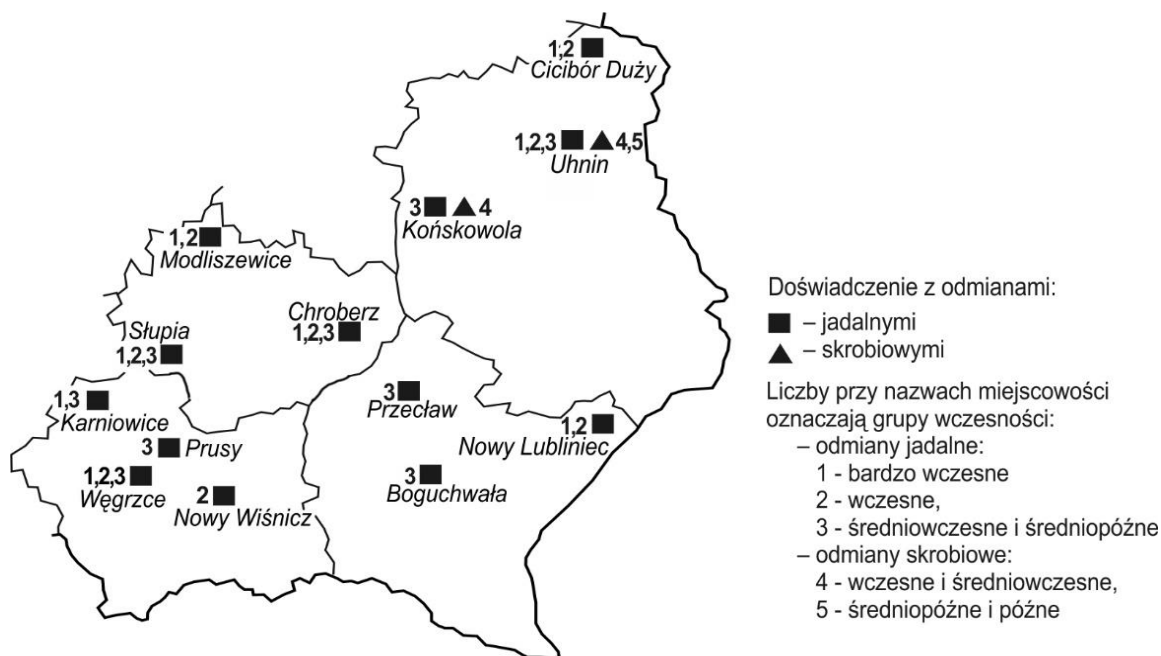 1,2
Cicibór Duży
1,2,3 4,5
Uhnin
3 4
Końskowola
1,2
Modliszewice
Chroberz
1,2,3
Słupia
1,2,3
1,3
Karniowice
3 Prusy
1,2,3
Węgrzce
2
Nowy Wiśnicz
3
Przecław
1,2
Nowy Lubliniec
3
Boguchwała
Doświadczenie z odmianami:
– jadalnymi
– skrobiowymi
Liczby przy nazwach miejscowości
oznaczają grupy wczesności:
– odmiany jadalne:
1 - bardzo wczesne
2 - wczesne,
3 - średniowczesne i średniopóźne
– odmiany skrobiowe:
4 - wczesne i średniowczesne,
5 - średniopóźne i późne